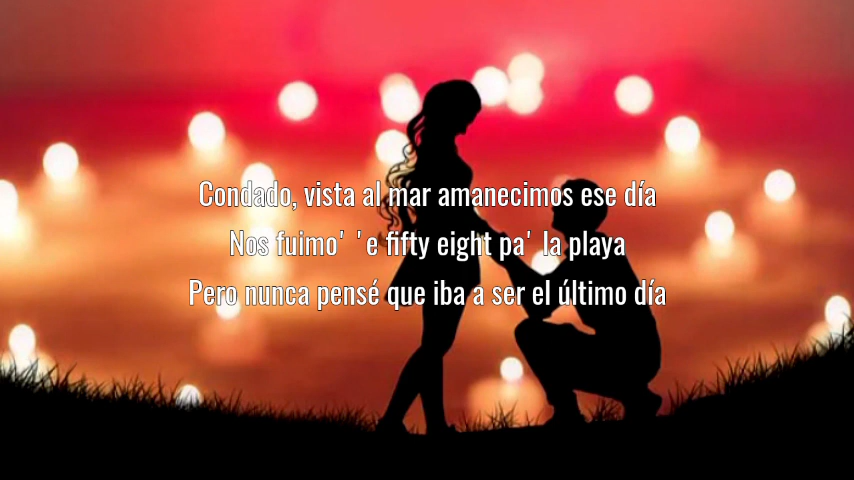 Condado, vista al mar amanecimos ese día
Nos fuimo' 'e fifty eight pa' la playa
Pero nunca pensé que iba a ser el último día